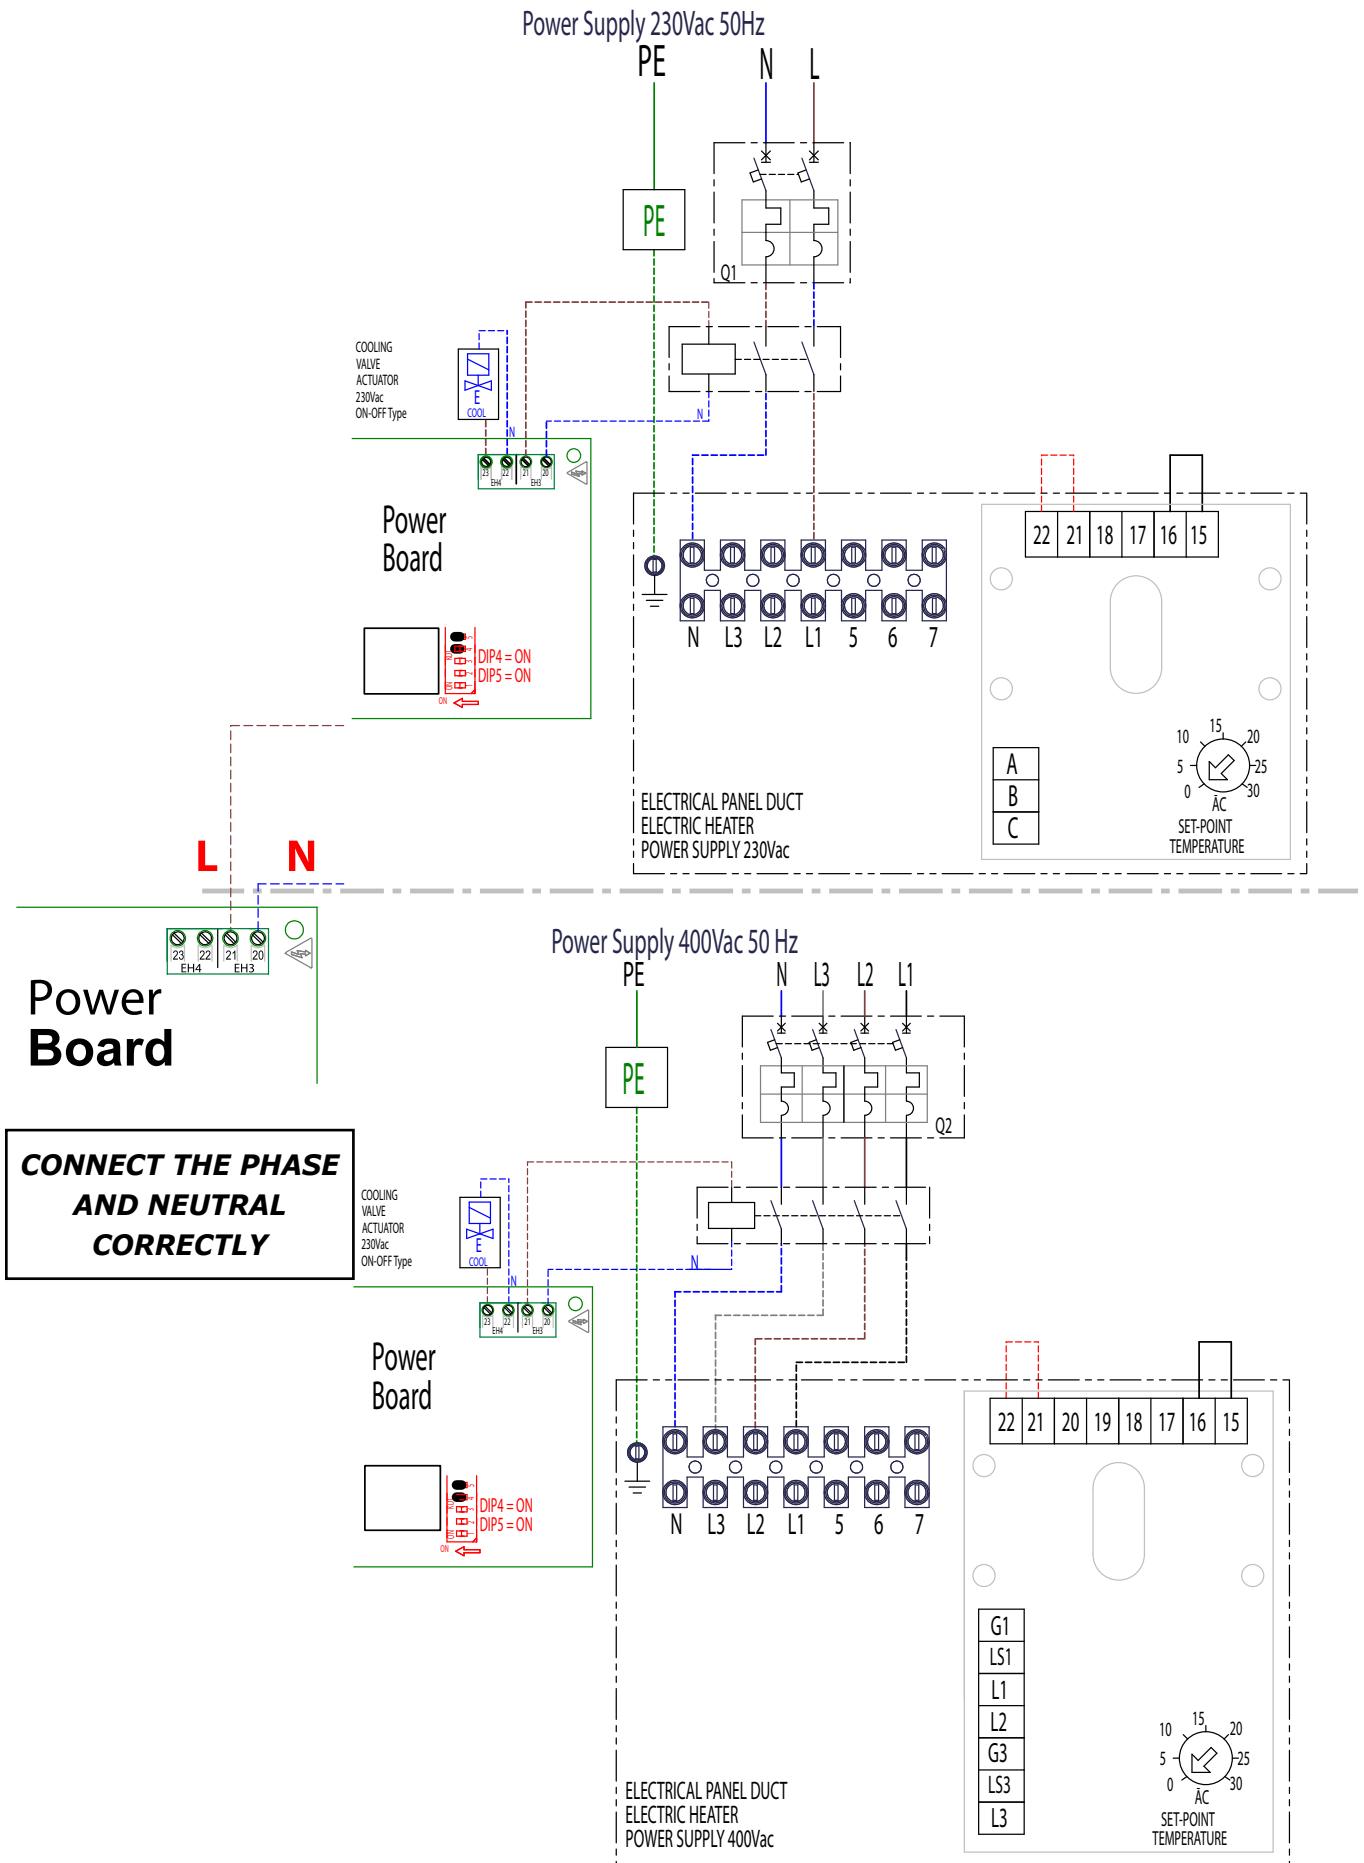 Power Supply 230Vac 50Hz
PE
N
L
PE
Q1
COOLING
VALVE
ACTUATOR
230Vac
ON-OFF Type
E
COOL
N
N
23
22
21
20
EH4
EH3
Power
Board
DIP4 = ON
DIP5 = ON
ON
22
21
18
17
16
15
N
L3
L2
L1
5
6
7
A
B
C
0
5
10
15
20
25
30
ĀC
SET-POINT
TEMPERATURE
ELECTRICAL PANEL DUCT
ELECTRIC HEATER
POWER SUPPLY 230Vac
L
N
23
22
21
20
EH4
EH3
Power
Board
CONNECT THE PHASE
AND NEUTRAL
CORRECTLY
Power Supply 400Vac 50 Hz
PE
N
L3
L2
L1
PE
Q2
COOLING
VALVE
ACTUATOR
230Vac
ON-OFF Type
E
COOL
N
N
23
22
21
20
EH4
EH3
Power
Board
DIP4 = ON
DIP5 = ON
ON
22
21
20
19
18
17
16
15
N
L3
L2
L1
5
6
7
G1
LS1
L1
L2
G3
LS3
L3
0
5
10
15
20
25
30
ĀC
SET-POINT
TEMPERATURE
ELECTRICAL PANEL DUCT
ELECTRIC HEATER
POWER SUPPLY 400Vac